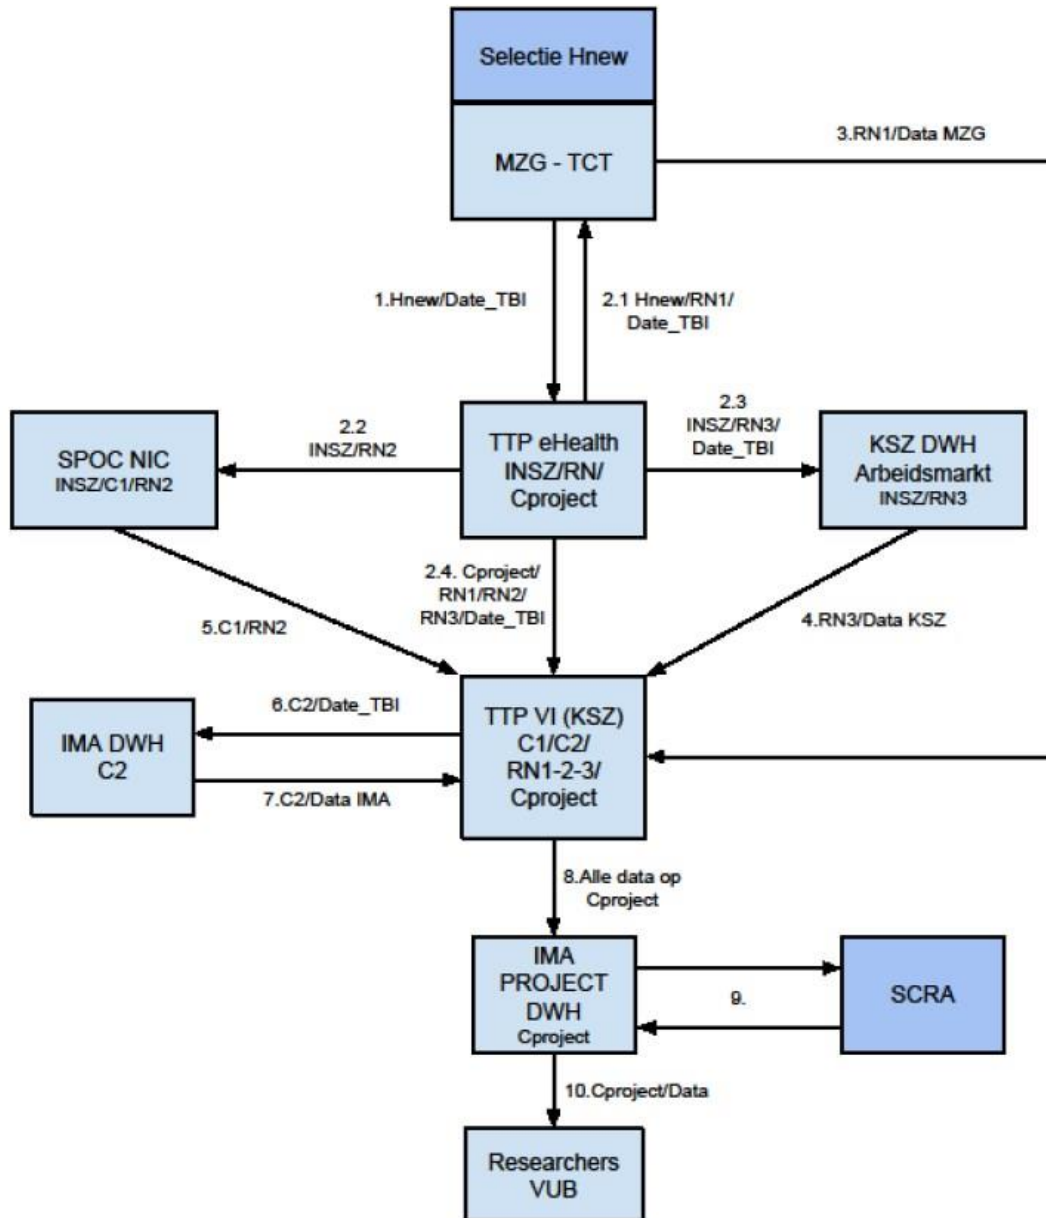 Selectie Hnew
MZG - TCT
3.RN1/Data MZG
1.Hnew/Date_TBI
2.1 Hnew/RN1/
Date_TBI
SPOC NIC
INSZ/C1/RN2
2.2
INSZ/RN2
TTP eHealth
INSZ/RN/
Cproject
2.3
INSZ/RN3/
Date_TBI
KSZ DWH
Arbeidsmarkt
INSZ/RN3
5.C1/RN2
2.4. Cproject/
RN1/RN2/
RN3/Date_TBI
4.RN3/Data KSZ
IMA DWH
C2
6.C2/Date_TBI
7.C2/Data IMA
TTP VI (KSZ)
C1/C2/
RN1-2-3/
Cproject
8.Alle data op
Cproject
IMA
PROJECT
DWH
Cproject
9.
SCRA
10.Cproject/Data
Researchers
VUB